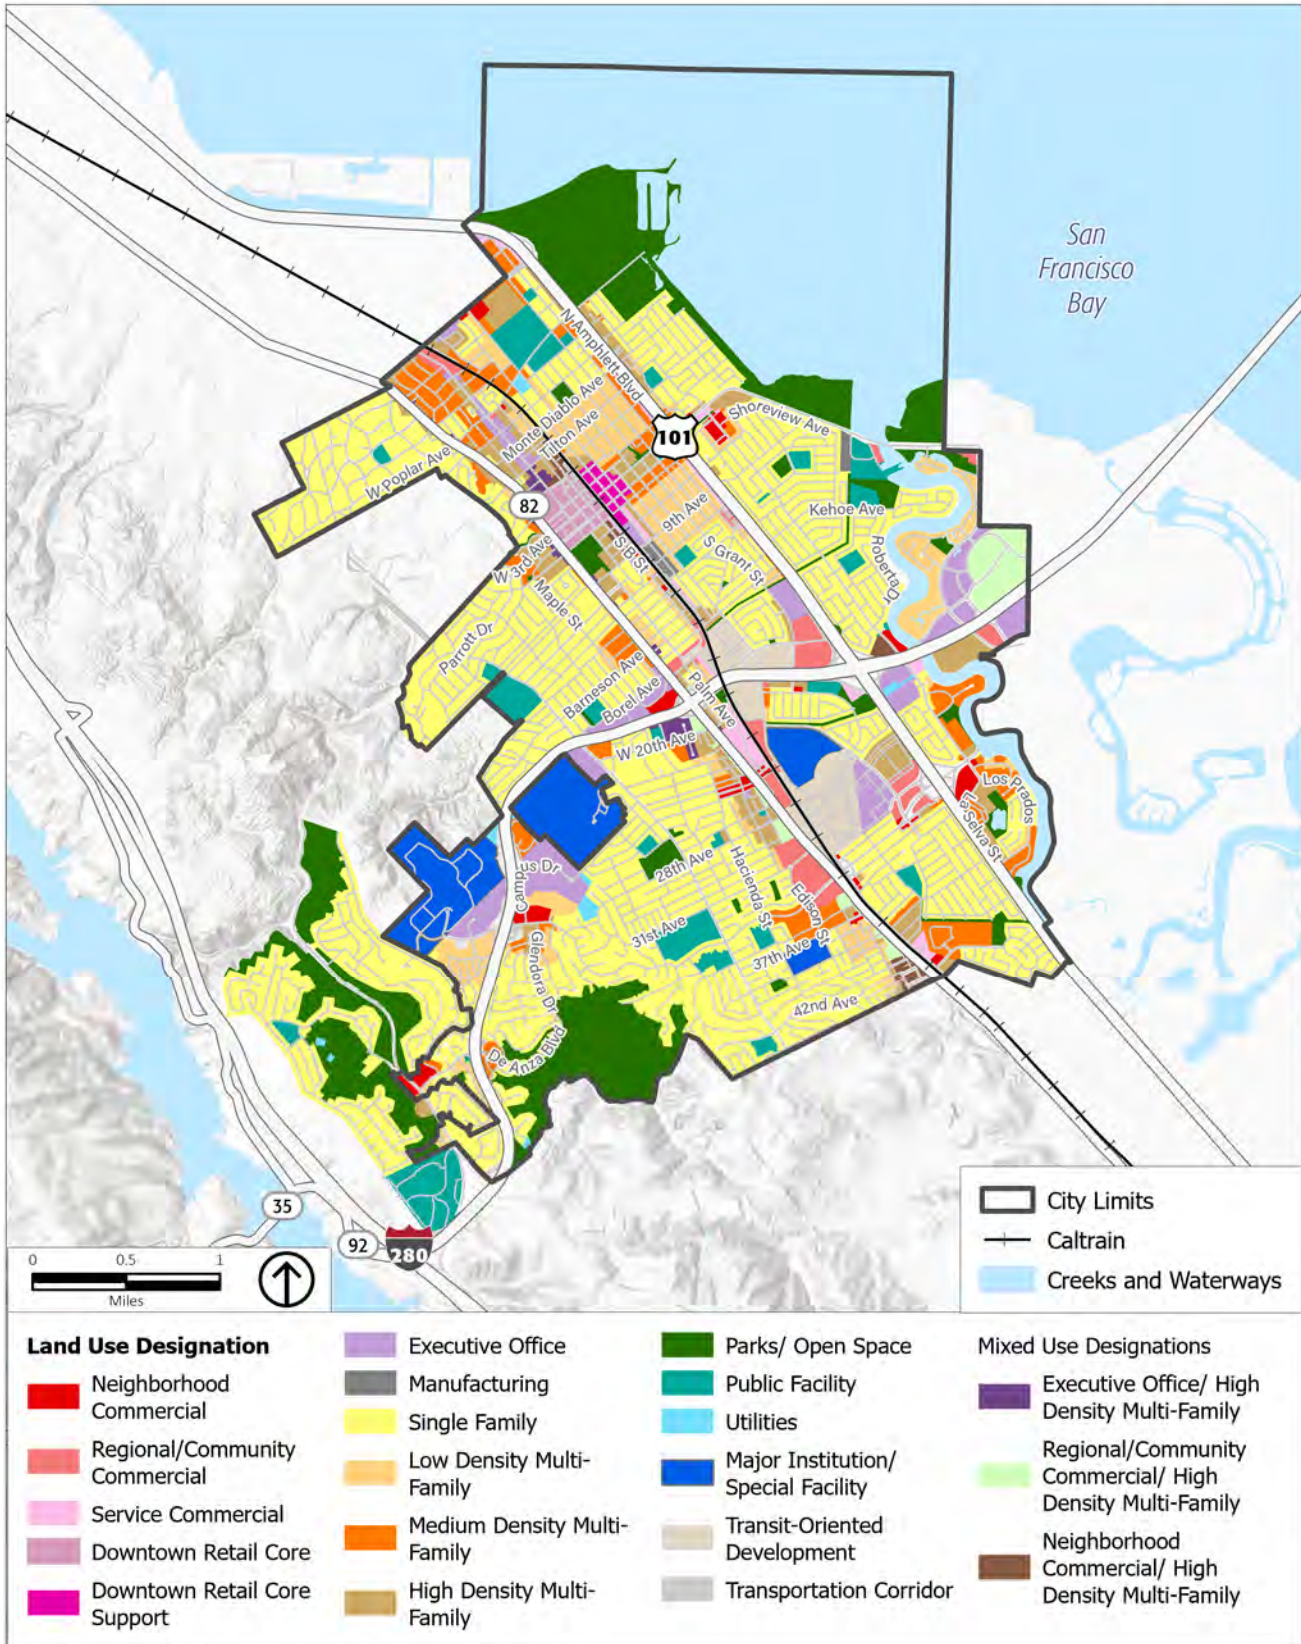 San
Francisco
Bay
N Amphlett Blvd
Monte Diablo Ave
Tilton Ave
101
Shoreview Ave
W Poplar Ave
82
9th Ave
Kehoe Ave
S B St
S Grant St
Roberta Dr
W 3rd Ave
Maple St
Parrott Dr
Barneson Ave
Borel Ave
Palm Ave
W 20th Ave
Los Prados
La Selva St
Campus Dr
28th Ave
Hacienda St
Edison St
31st Ave
37th Ave
Glendora Dr
42nd Ave
De Anza Blvd
35
92
280
0 0.5 1
Miles
City Limits
Caltrain
Creeks and Waterways
Land Use Designation
Neighborhood
Commercial
Regional/Community
Commercial
Service Commercial
Downtown Retail Core
Downtown Retail Core
Support
Executive Office
Manufacturing
Single Family
Low Density Multi-
Family
Medium Density Multi-
Family
High Density Multi-
Family
Parks/ Open Space
Public Facility
Utilities
Major Institution/
Special Facility
Transit-Oriented
Development
Transportation Corridor
Mixed Use Designations
Executive Office/ High
Density Multi-Family
Regional/Community
Commercial/ High
Density Multi-Family
Neighborhood
Commercial/ High
Density Multi-Family